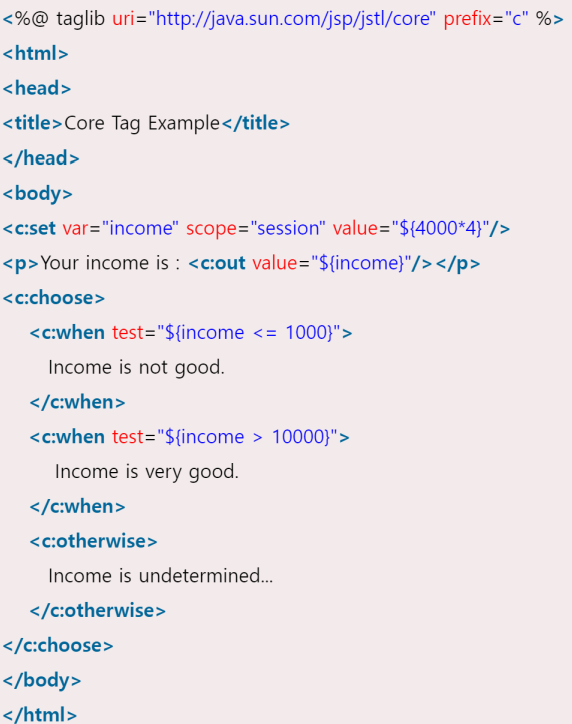 <%@ taglib uri="http://java.sun.com/jsp/jstl/core" prefix="c" %>
<html>
<head>
<title>Core Tag Example</title>
</head>
<body>
<c:set var="income" scope="session" value="${4000*4}"/>
<p>Your income is : <c:out value="${income}"/></p>
<c:choose>
    <c:when test="${income <= 1000}">
       Income is not good.
    </c:when>
    <c:when test="${income > 10000}">
        Income is very good.
    </c:when>
    <c:otherwise>
       Income is undetermined...
    </c:otherwise>
</c:choose>
</body>
</html>